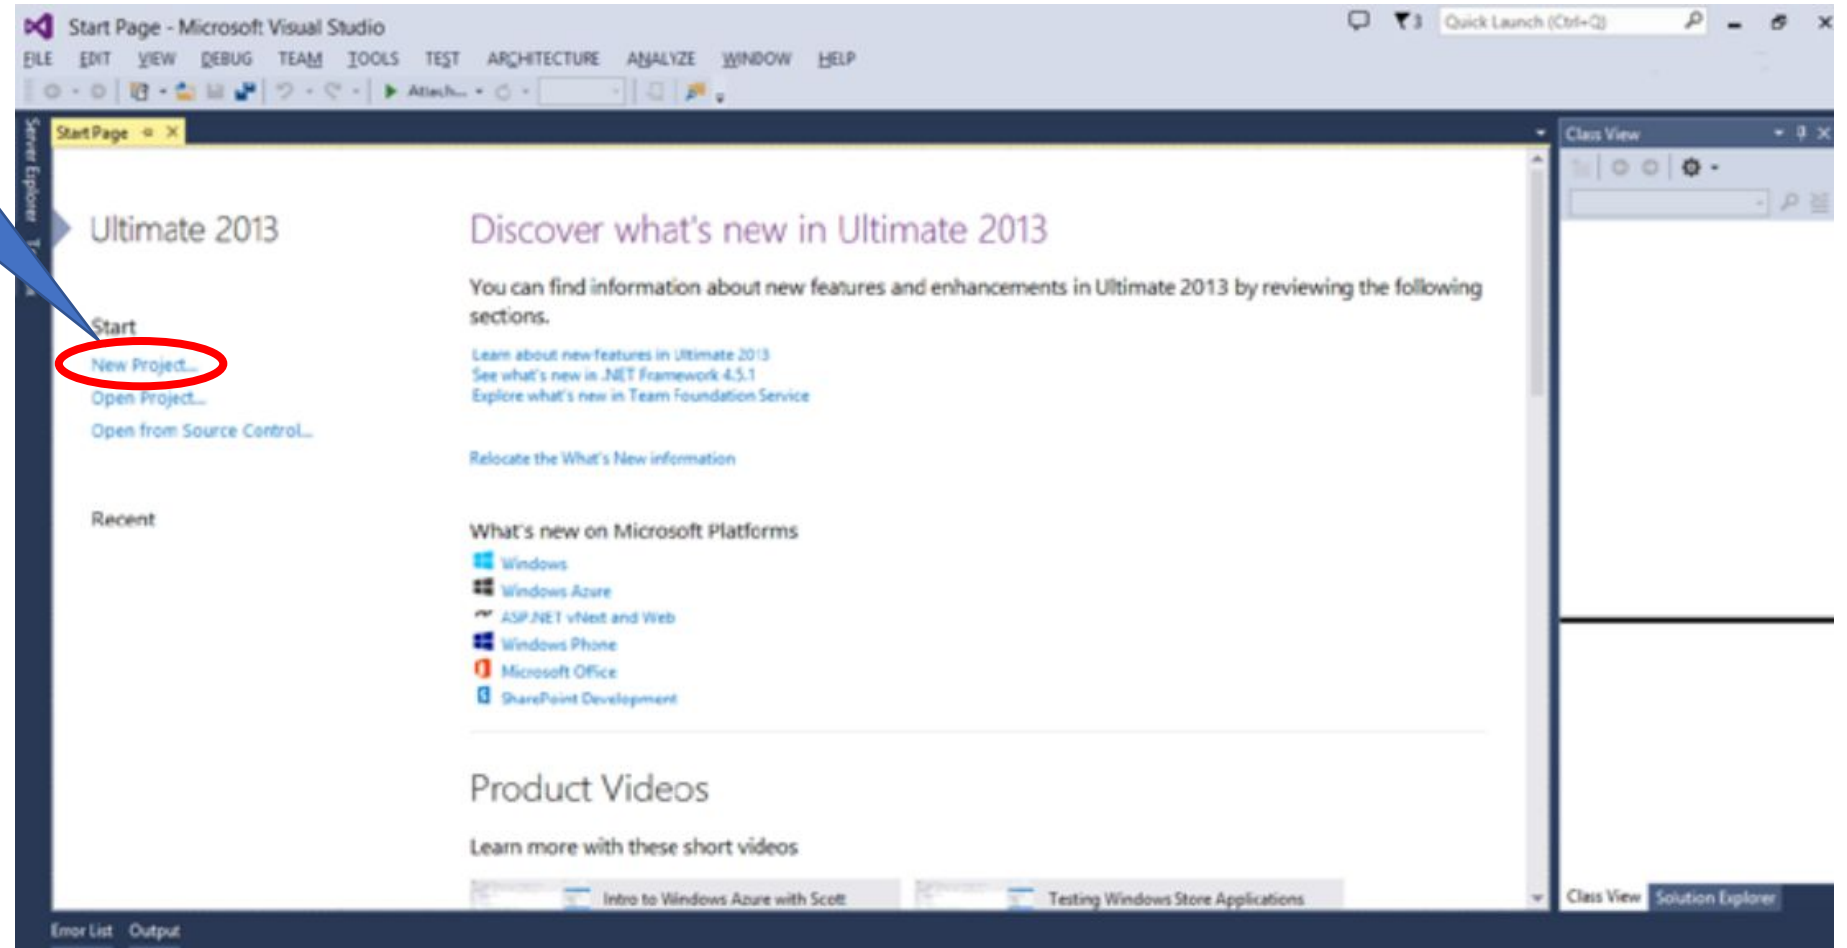 Start Page - Microsoft Visual Studio
3
Quick Launch (Ctrl+Q)
FILE EDIT VIEW DEBUG TEAM TOOLS TEST ARCHITECTURE ANALYZE WINDOW HELP
Attach...
Server Explorer
Start Page
Class View
Ultimate 2013
Start
New Project...
Open Project...
Open from Source Control...
Recent
Discover what's new in Ultimate 2013
You can find information about new features and enhancements in Ultimate 2013 by reviewing the following
sections.
Learn about new features in Ultimate 2013
See what's new in .NET Framework 4.5.1
Explore what's new in Team Foundation Service
Relocate the What's New information
What's new on Microsoft Platforms
Windows
Windows Azure
ASP.NET vNext and Web
Windows Phone
Microsoft Office
SharePoint Development
Product Videos
Learn more with these short videos
Intro to Windows Azure with Scott
Testing Windows Store Applications
Class View Solution Explorer
Error List Output